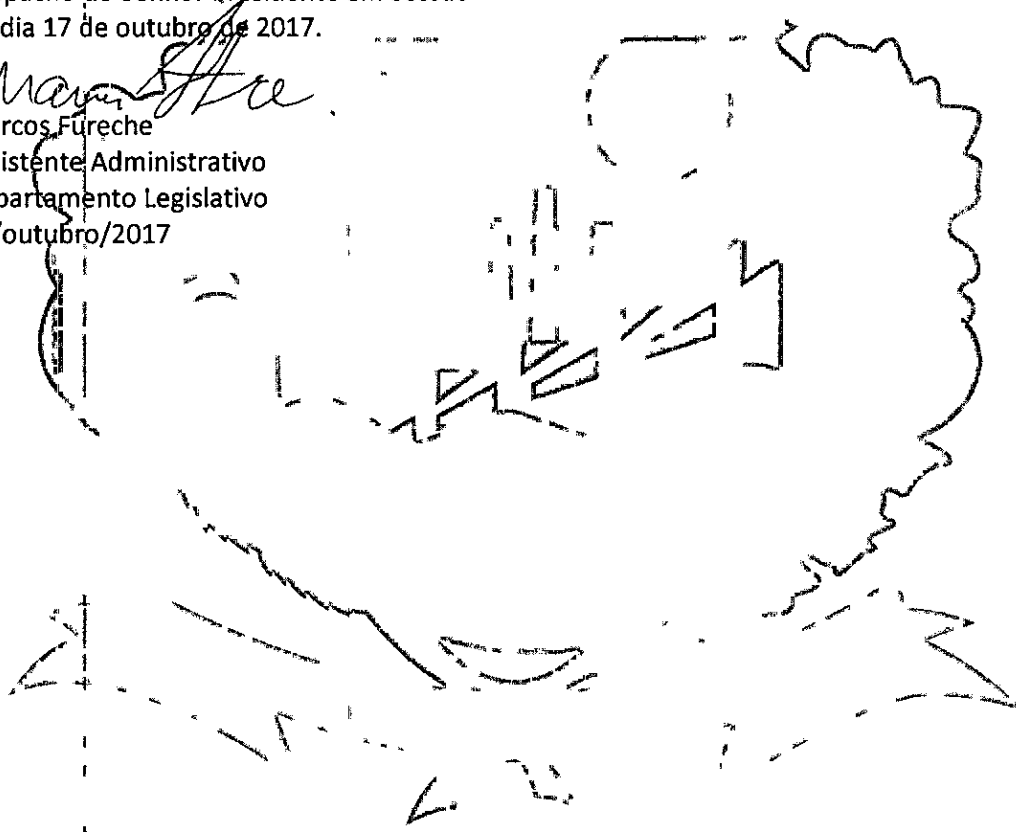 dia 17 de outubro de 2017.
rcos Fureche
istente Administrativo
partamento Legislativo
/outubro/2017